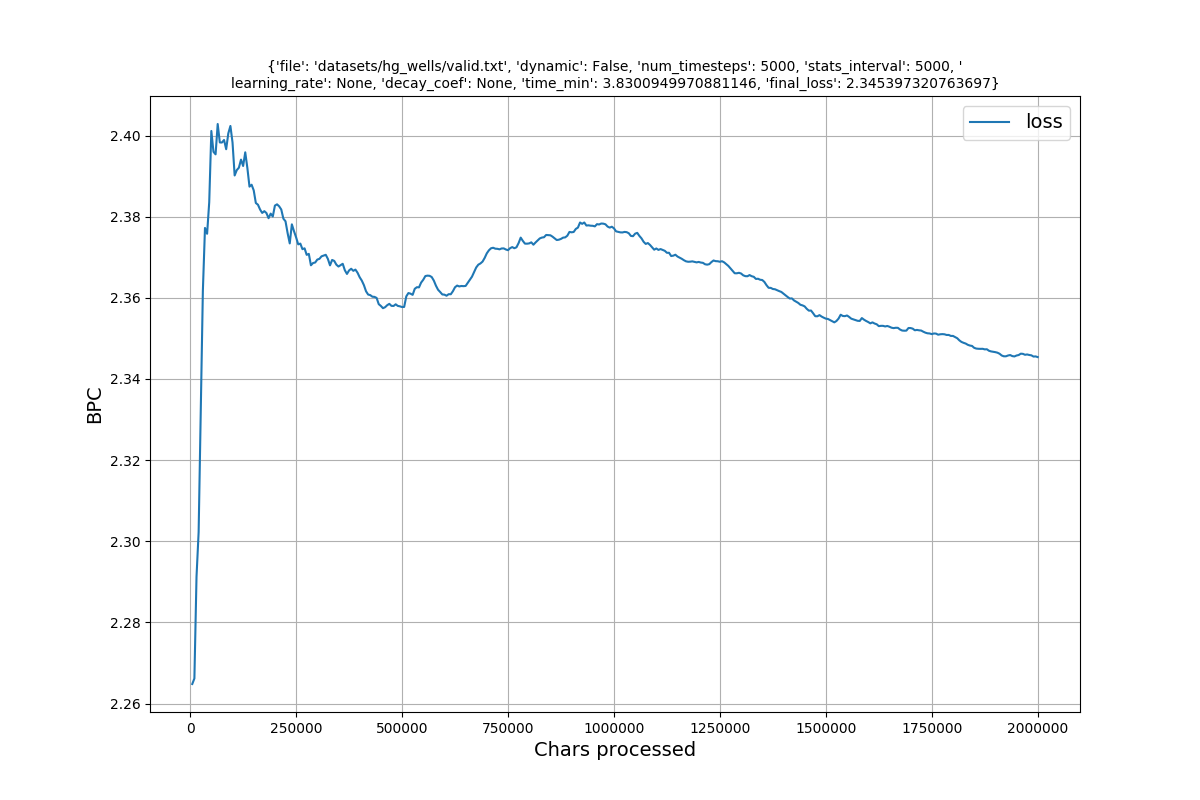 {'file': 'datasets/hg_wells/valid.txt', 'dynamic': False, 'num_timesteps': 5000, 'stats_interval': 5000, '
learning_rate': None, 'decay_coef': None, 'time_min': 3.8300949970881146, 'final_loss': 2.345397320763697}
loss
2.40
2.38
2.36
2.34
2.32
2.30
2.28
2.26
BPC
0 250000 500000 750000 1000000 1250000 1500000 1750000 2000000
Chars processed